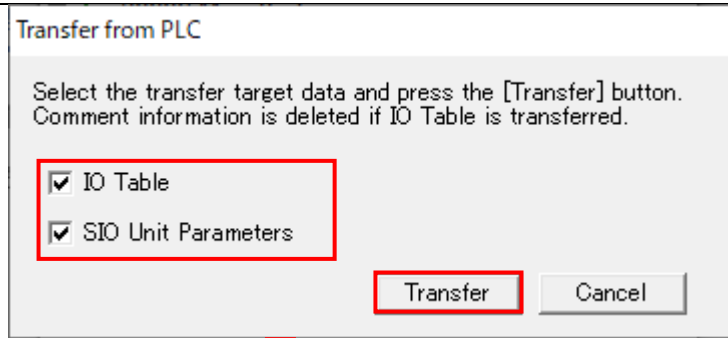 Transfer from PLC
Select the transfer target data and press the [Transfer] button.
Comment information is deleted if IO Table is transferred.
IO Table
SIO Unit Parameters
Transfer
Cancel